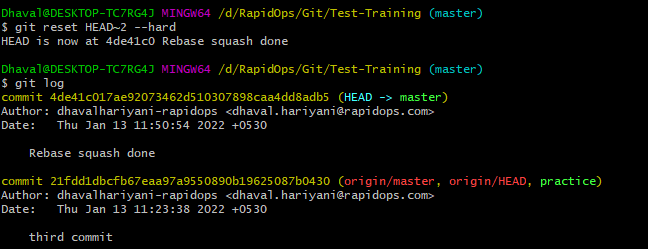 Dhaval@DESKTOP-TC7RG4J MINGW64 /d/RapidOps/Git/Test-Training (master)
$ git reset HEAD~2 --hard
HEAD is now at 4de41c0 Rebase squash done
Dhaval@DESKTOP-TC7RG4J MINGW64 /d/RapidOps/Git/Test-Training (master)
$ git log
commit 4de41c017ae92073462d510307898caa4dd8adb5 (HEAD -> master)
Author: dhavalhariyani-rapidops <dhaval.hariyani@rapidops.com>
Date:   Thu Jan 13 11:50:54 2022 +0530
Rebase squash done
commit 21fdd1dbcfb67eaa97a9550890b19625087b0430 (origin/master, origin/HEAD, practice)
Author: dhavalhariyani-rapidops <dhaval.hariyani@rapidops.com>
Date:   Thu Jan 13 11:23:38 2022 +0530
third commit